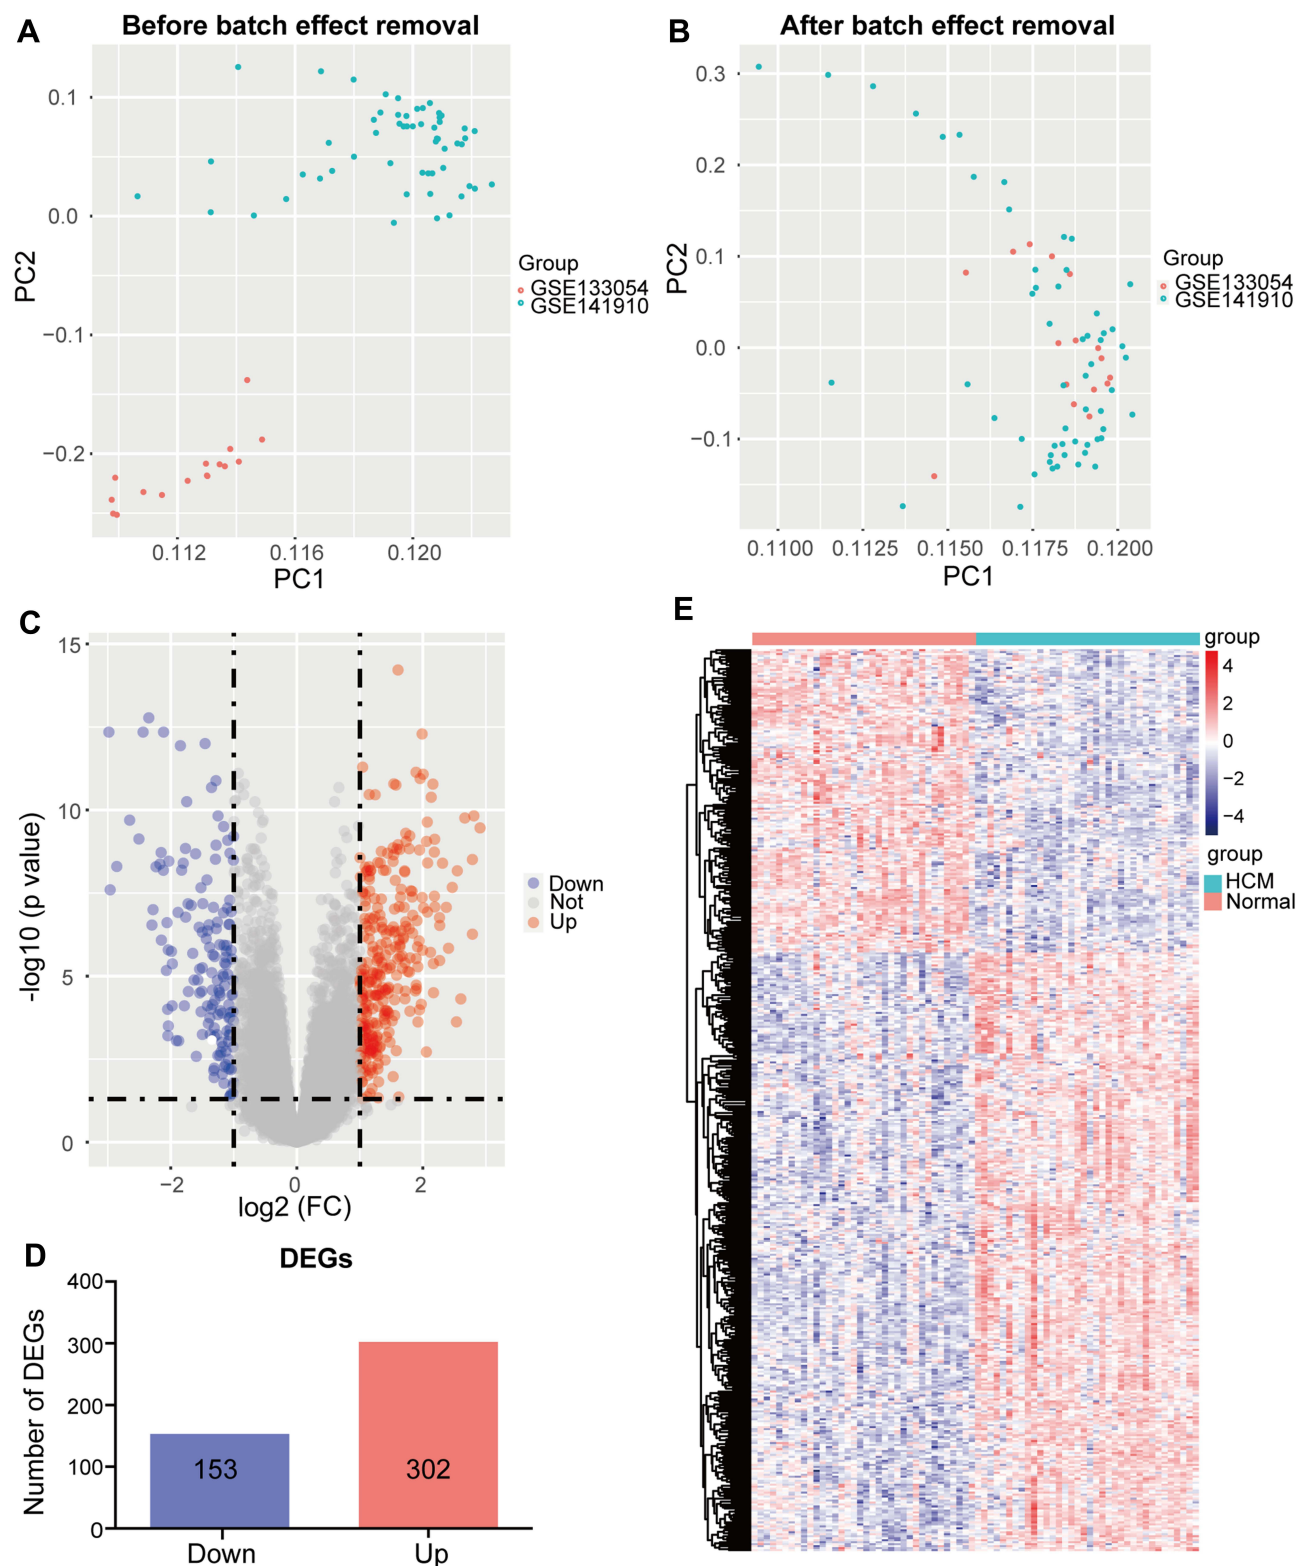 A
Before batch effect removal
0.1
0.0
−0.1
−0.2
PC2
0.112
0.116
0.120
PC1
Group
GSE133054
GSE141910
B
After batch effect removal
0.3
0.2
0.1
0.0
−0.1
PC2
0.1100
0.1125
0.1150
0.1175
0.1200
PC1
Group
GSE133054
GSE141910
C
15
10
5
0
-log10 (p value)
−2
0
2
log2 (FC)
Down
Not
Up
D
DEGs
400
300
200
100
0
Number of DEGs
153
302
Down
Up
E
group
4
2
0
−2
−4
group
HCM
Normal